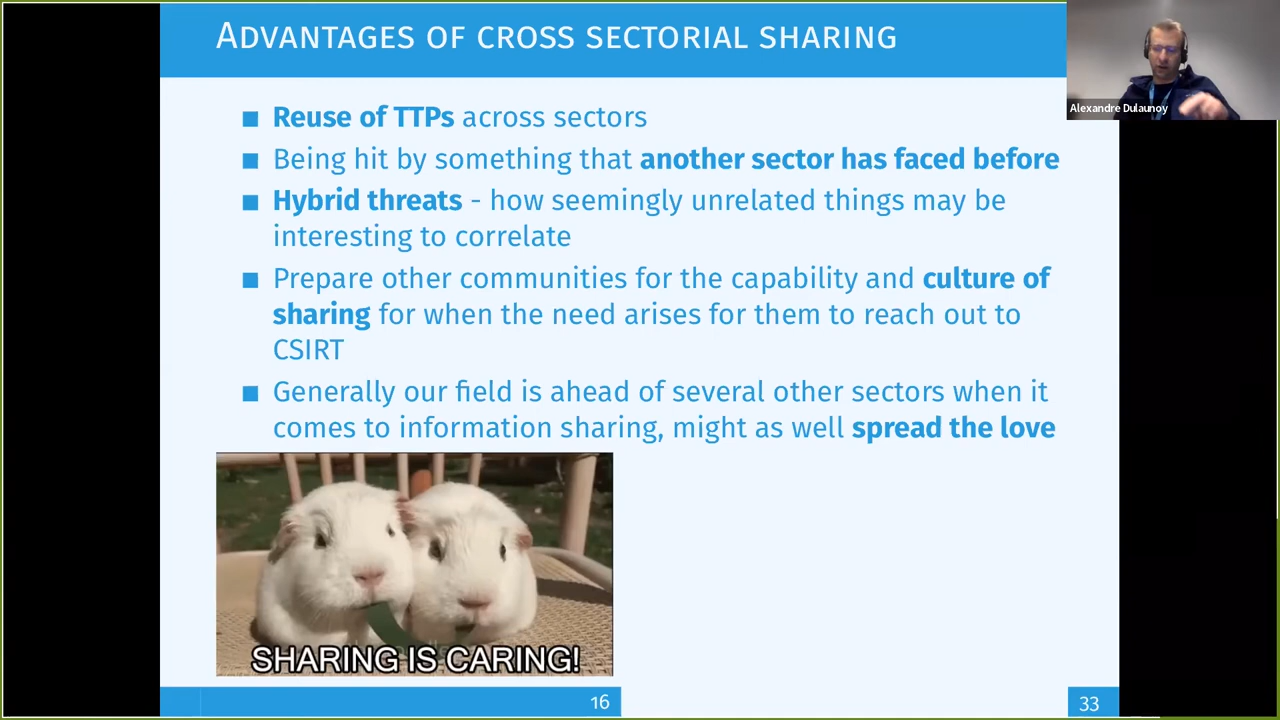 Advantages of cross sectorial sharing
Alexandre Dulaunoy
■ Reuse of TTPs across sectors
■ Being hit by something that another sector has faced before
■ Hybrid threats - how seemingly unrelated things may be
interesting to correlate
■ Prepare other communities for the capability and culture of
sharing for when the need arises for them to reach out to
CSIRT
■ Generally our field is ahead of several other sectors when it
comes to information sharing, might as well spread the love
SHARING IS CARING!
16
33